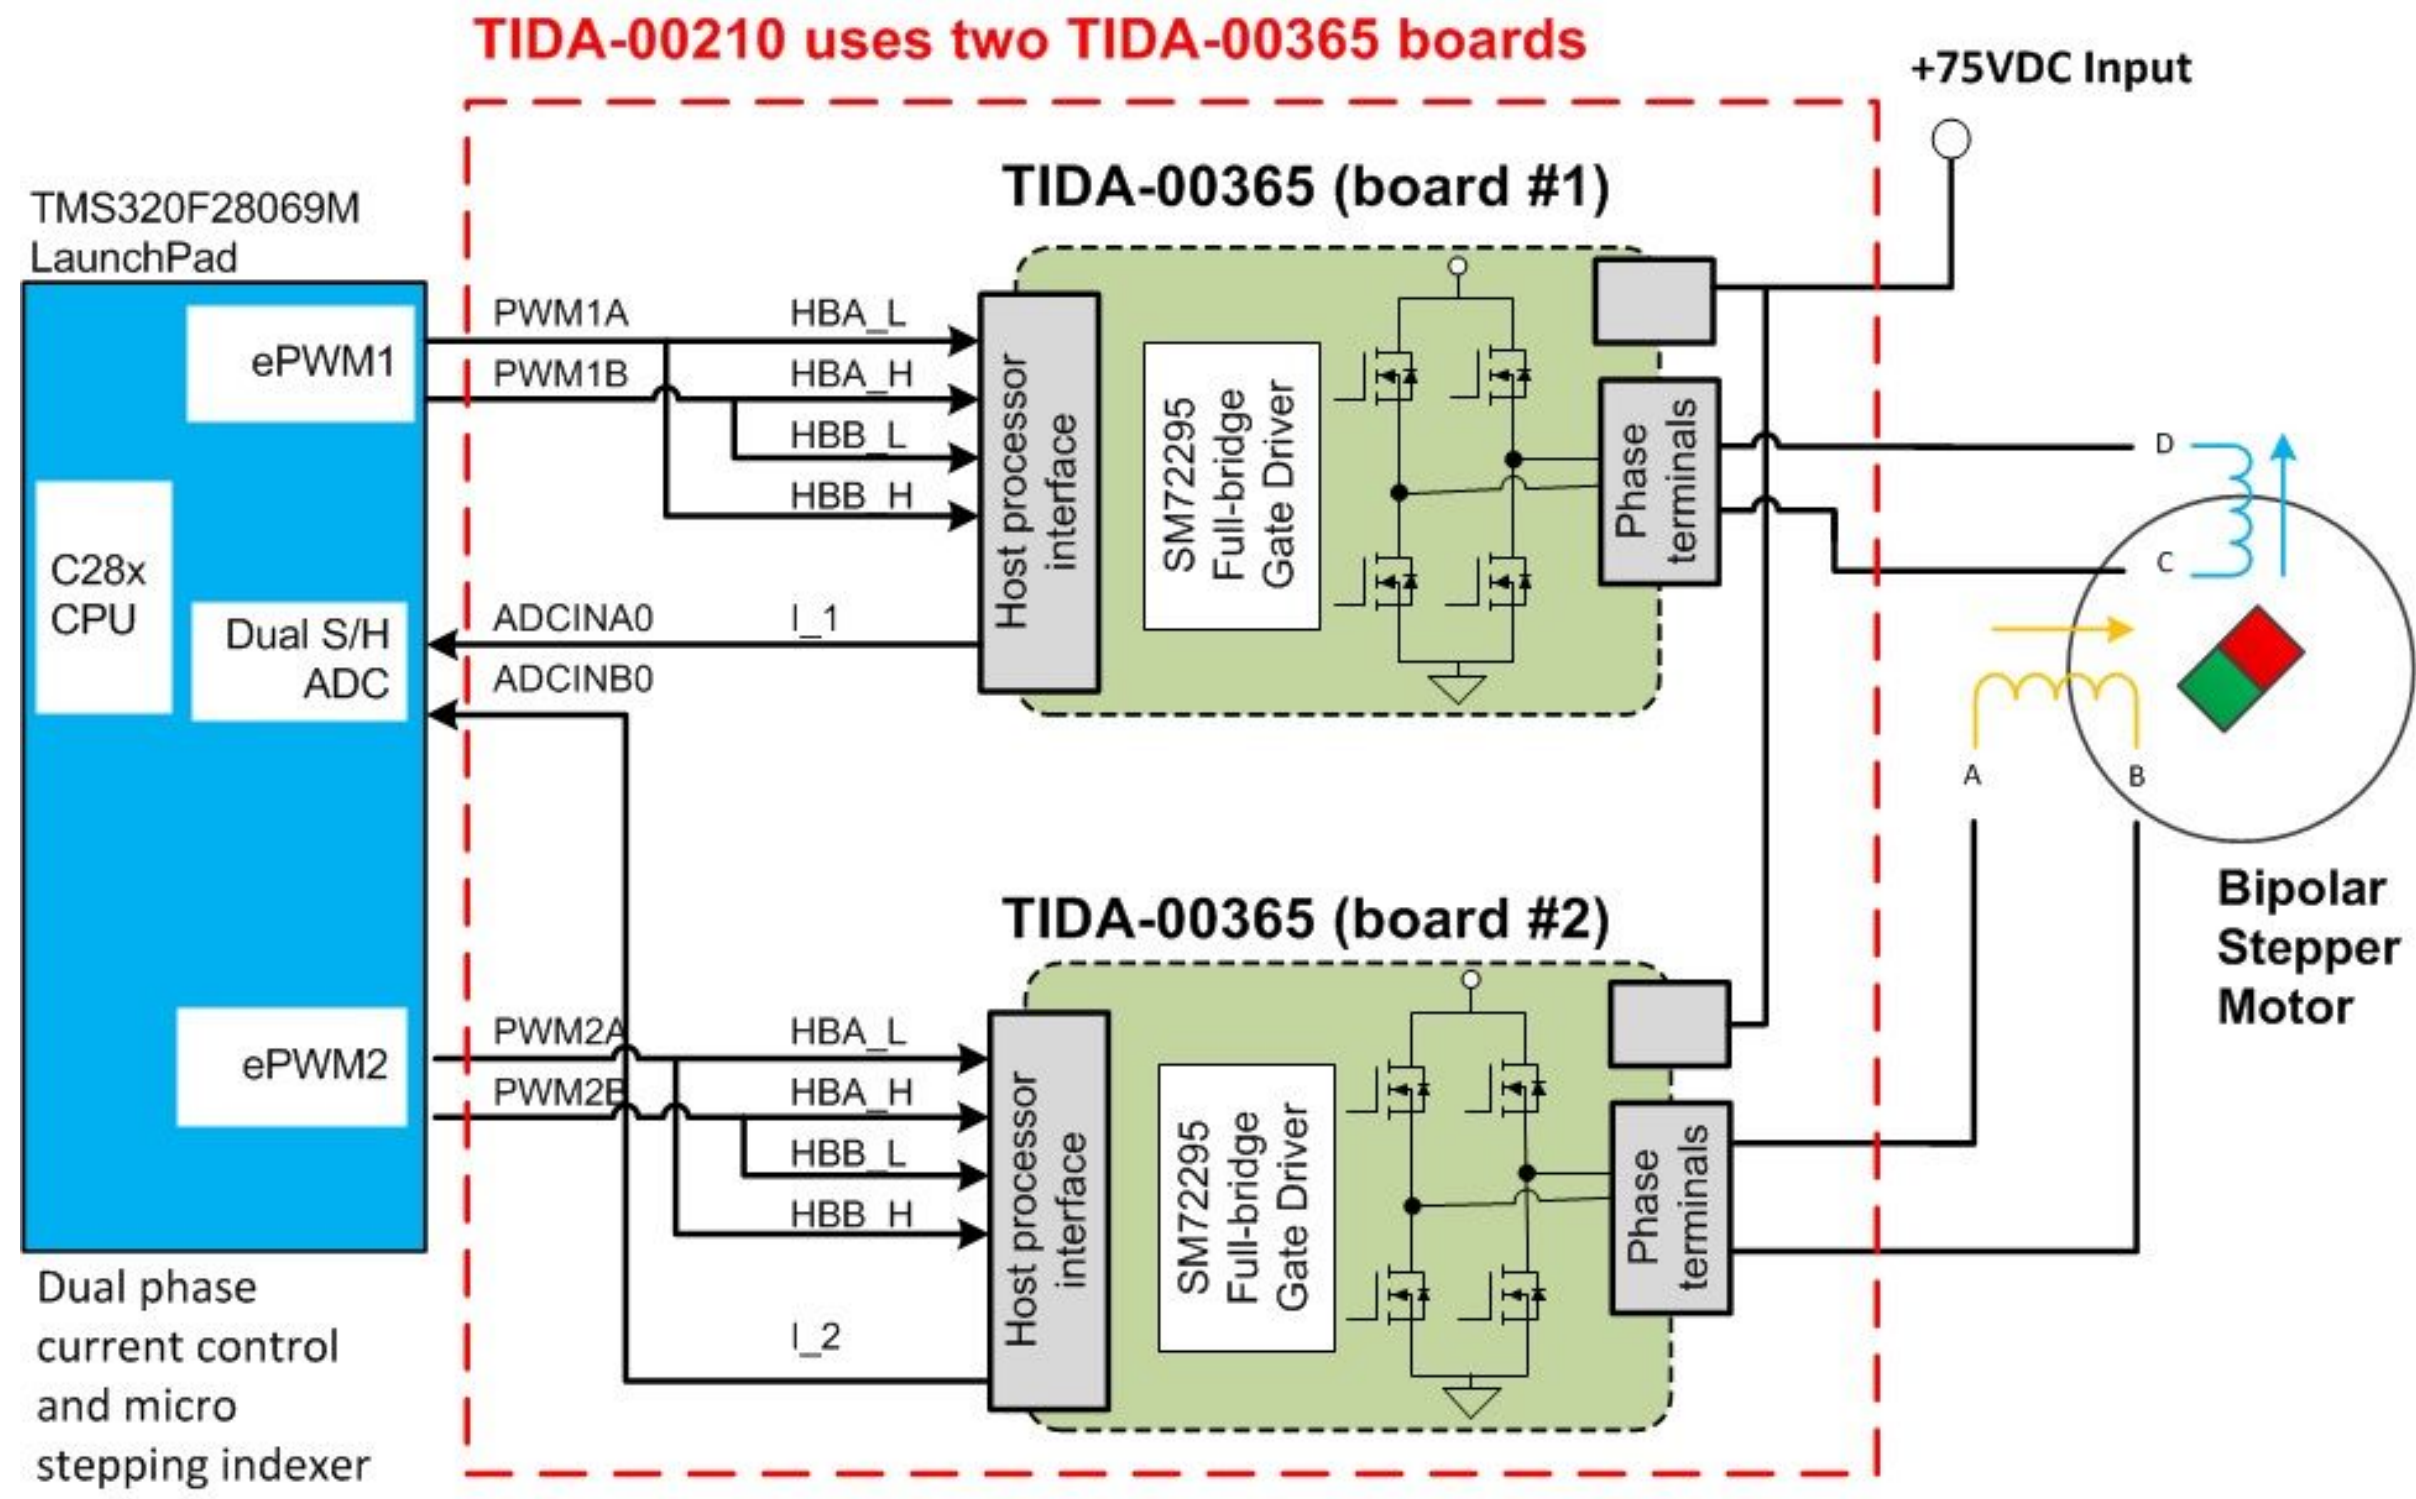 TIDA-00210 uses two TIDA-00365 boards
+75VDC Input
TMS320F28069M
LaunchPad
ePWM1
C28x
CPU
Dual S/H
ADC
ePWM2
Dual phase
current control
and micro
stepping indexer
PWM1A
HBA_L
PWM1B
HBA_H
HBB_L
HBB_H
ADCINA0
I_1
ADCINB0
TIDA-00365 (board #1)
Host processor
interface
SM72295
Full-bridge
Gate Driver
Phase
terminals
D
C
A
B
Bipolar
Stepper
Motor
TIDA-00365 (board #2)
PWM2A
HBA_L
PWM2B
HBA_H
HBB_L
HBB_H
I_2
Host processor
interface
SM72295
Full-bridge
Gate Driver
Phase
terminals